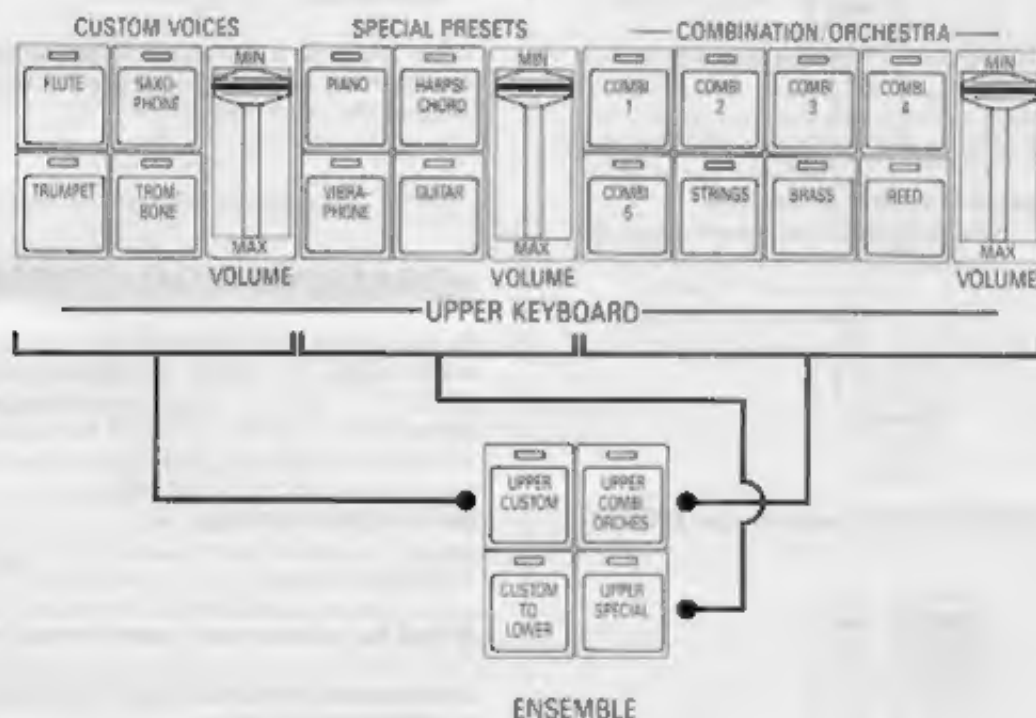 CUSTOM VOICES
SPECIAL PRESETS
COMBINATION ORCHESTRA
FLUTE
SAXO-
PHONE
MIN
PIANO
HARPSI-
CHORD
MIN
COMBI
1
COMBI
2
COMBI
3
COMBI
4
MIN
TRUMPET
TROM-
BONE
MAX
VIBRA-
PHONE
GUITAR
MAX
COMBI
5
STRINGS
BRASS
REED
MAX
VOLUME
VOLUME
VOLUME
UPPER KEYBOARD
UPPER
CUSTOM
UPPER
COMBI.
ORCHES.
CUSTOM
TO
LOWER
UPPER
SPECIAL
ENSEMBLE